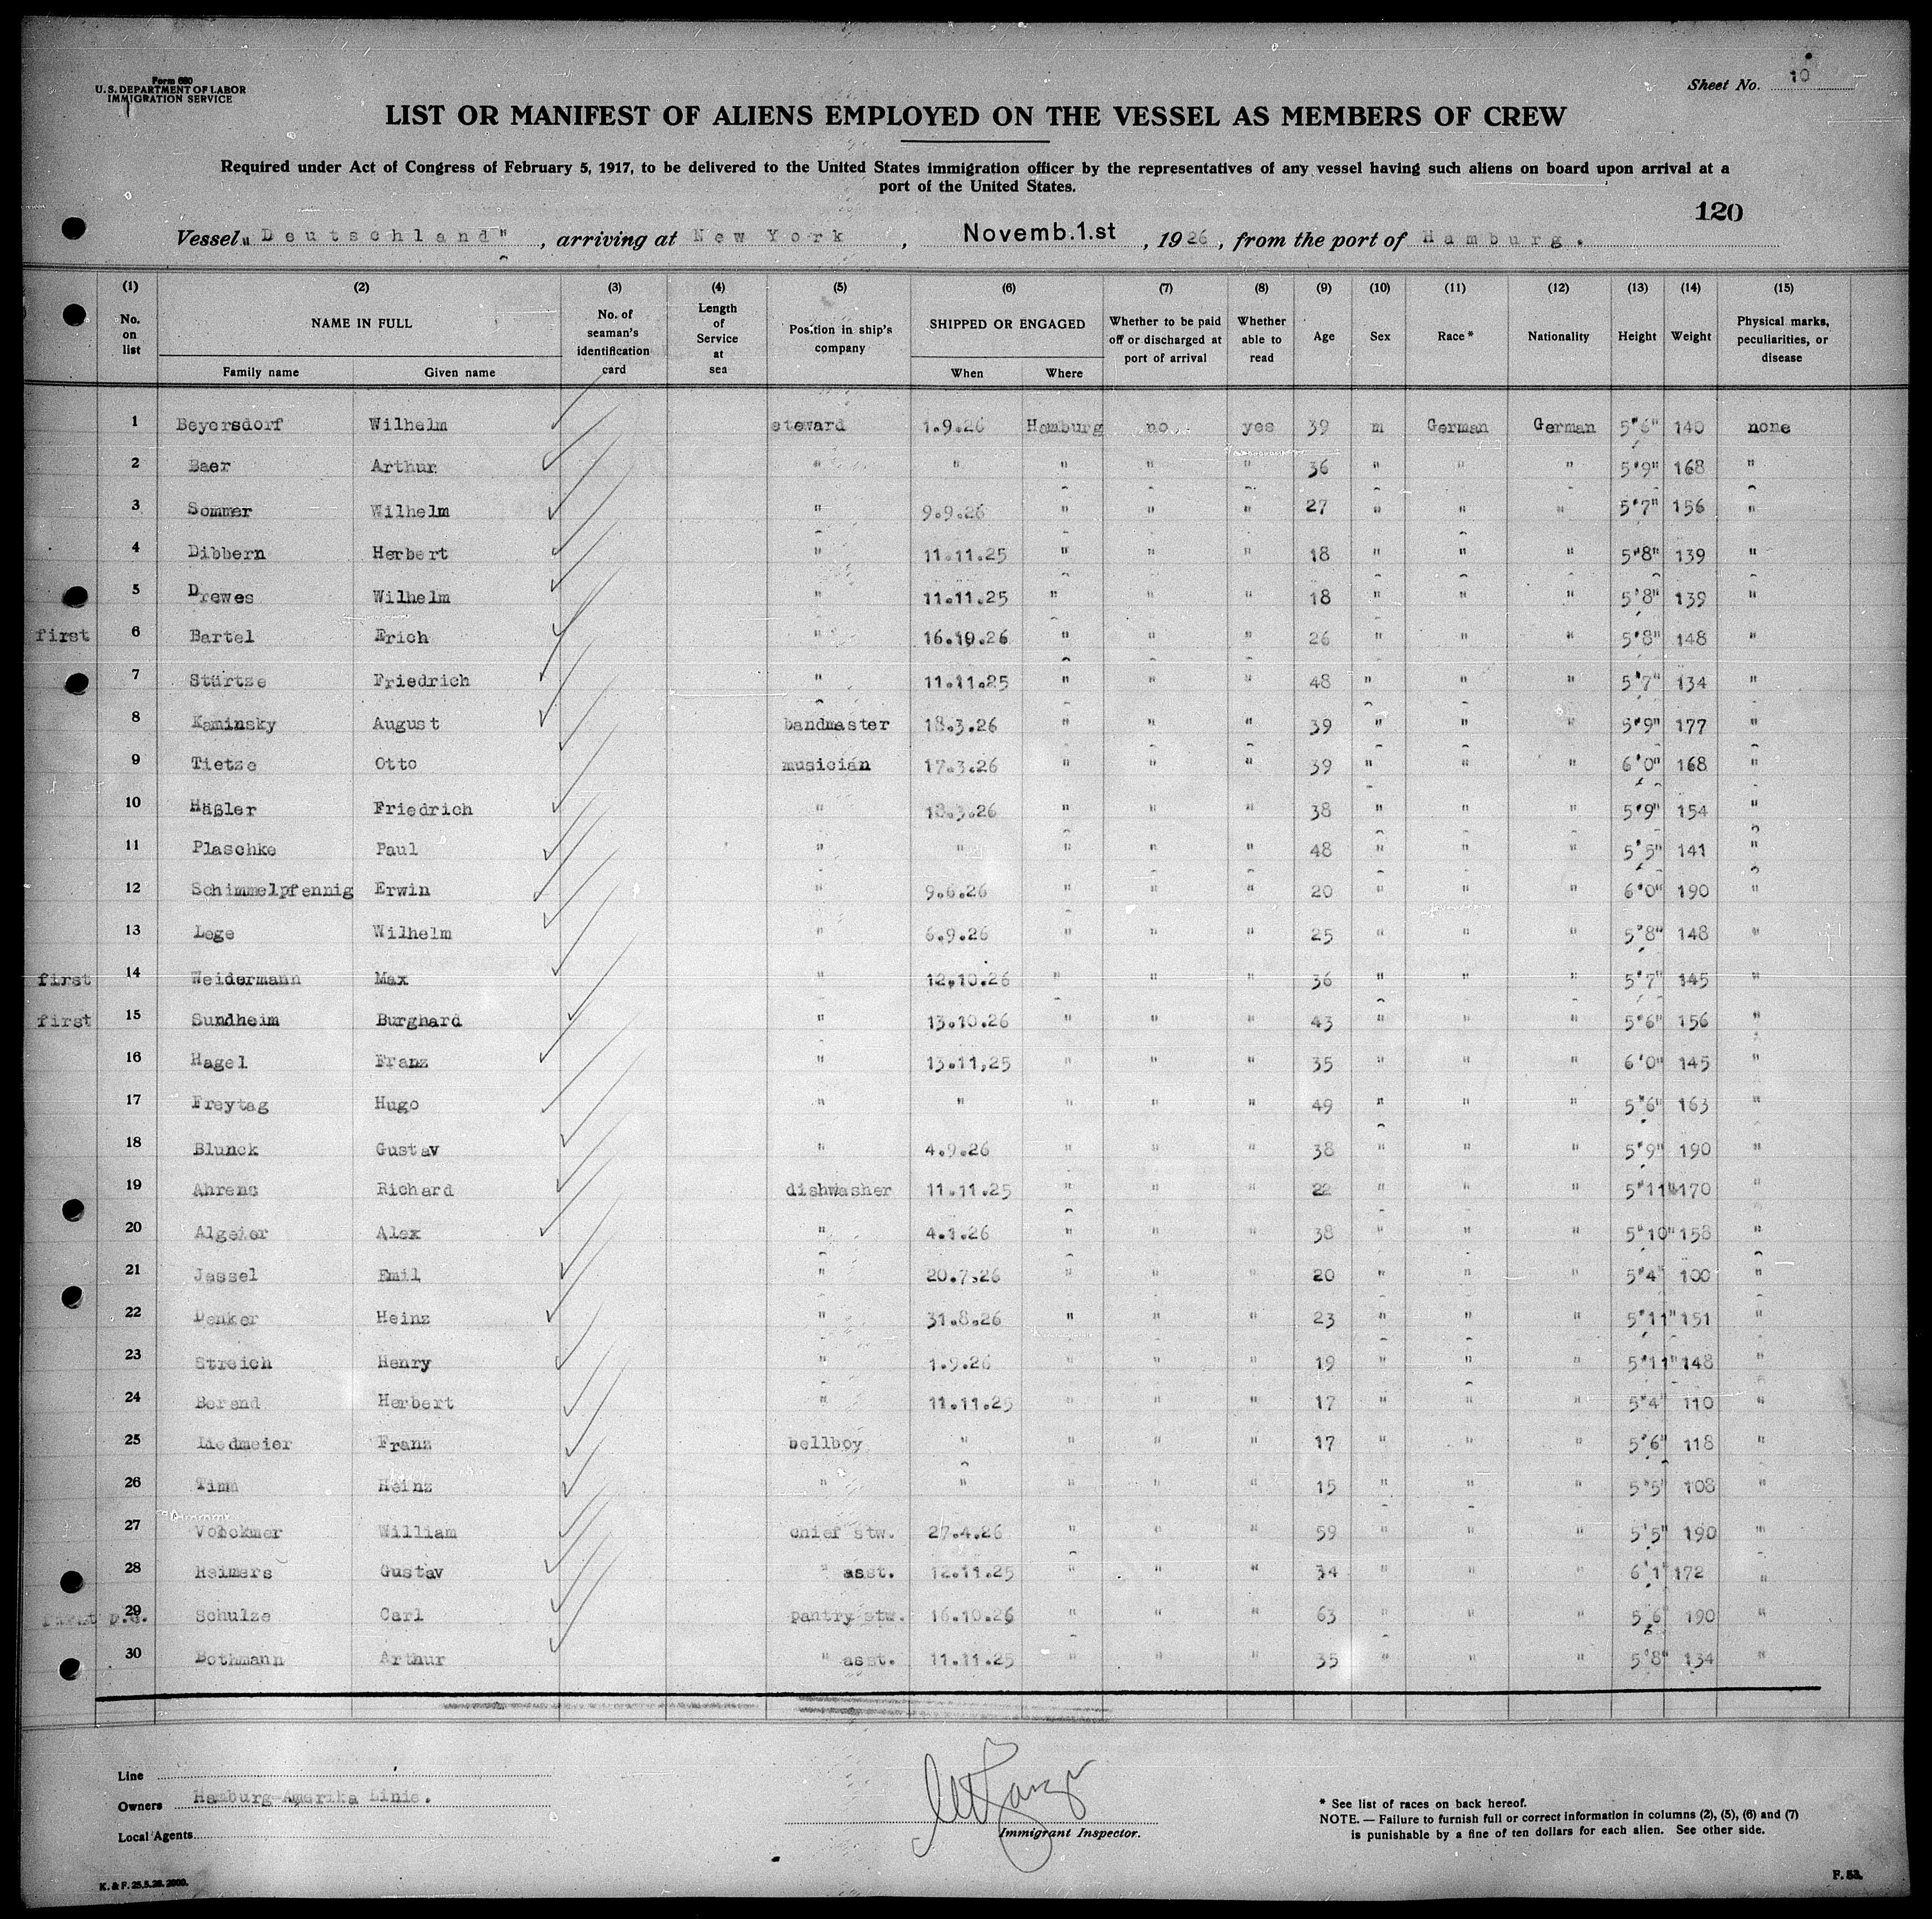 Form 680
U. S. DEPARTMENT OF LABOR
IMMIGRATION SERVICE
Sheet No. 10
LIST OR MANIFEST OF ALIENS EMPLOYED ON THE VESSEL AS MEMBERS OF CREW
Required under Act of Congress of February 5, 1917, to be delivered to the United States immigration officer by the representatives of any vessel having such aliens on board upon arrival at a
port of the United States.
120
Vessel "Deutschland", arriving at New York, Novemb.1.st, 1926, from the port of Hamburg.
(1) (2) (3) (4) (5) (6) (7) (8) (9) (10) (11) (12) (13) (14) (15)
No. on list NAME IN FULL Family name Given name No. of seaman's identification card Length of Service at sea Position in ship's company SHIPPED OR ENGAGED When Where Whether to be paid off or discharged at port of arrival Whether able to read Age Sex Race* Nationality Height Weight Physical marks, peculiarities, or disease
1 Beyersdorf Wilhelm steward 1.9.26 Hamburg no. yes 39 m German German 5'6" 140 none
2 Baer Arthur " " " " " 36 " " " 5'9" 168 "
3 Sommer Wilhelm " 9.9.26 " " " 27 " " " 5'7" 156 "
4 Dibbern Herbert " 11.11.25 " " " 18 " " " 5'8" 139 "
5 Drewes Wilhelm " 11.11.25 " " " 18 " " " 5'8" 139 "
first 6 Bartel Erich " 16.10.26 " " " 26 " " " 5'8" 148 "
7 Stürtze Friedrich " 11.11.25 " " " 48 " " " 5'7" 134 "
8 Kaminsky August bandmaster 18.3.26 " " " 39 " " " 5'9" 177 "
9 Tietze Otto musician 17.3.26 " " " 39 " " " 6'0" 168 "
10 Häßler Friedrich " 18.3.26 " " " 38 " " " 5'9" 154 "
11 Plaschke Paul " " " " " 48 " " " 5'5" 141 "
12 Schimmelpfennig Erwin " 9.6.26 " " " 20 " " " 6'0" 190 "
13 Lege Wilhelm " 6.9.26 " " " 25 " " " 5'8" 148 "
first 14 Weidermann Max " 12.10.26 " " " 36 " " " 5'7" 145 "
first 15 Sundheim Burghard " 13.10.26 " " " 43 " " " 5'6" 156 "
16 Hagel Franz " 13.11,25 " " " 35 " " " 6'0" 145 "
17 Freytag Hugo " " " " " 49 " " " 5'6" 163 "
18 Blunck Gustav " 4.9.26 " " " 38 " " " 5'9" 190 "
19 Ahrens Richard dishwasher 11.11.25 " " " 22 " " " 5'11" 170 "
20 Algeier Alex " 4.1.26 " " " 38 " " " 5'10" 158 "
21 Jessel Emil " 20.7.26 " " " 20 " " " 5'4" 100 "
22 Denker Heinz " 31.8.26 " " " 23 " " " 5'11" 151 "
23 Streich Henry " 1.9.26 " " " 19 " " " 5'11" 148 "
24 Berend Herbert " 11.11.25 " " " 17 " " " 5'4" 110 "
25 Liedmeier Franz bellboy " " " " 17 " " " 5'6" 118 "
26 Timm Heinz " " " " " 15 " " " 5'5" 108 "
27 William chief stw. 27.4.26 " " " 59 " " " 5'5" 190 "
28 Reimers Gustav " asst. 12.11.25 " " " 34 " " " 6'1" 172 "
first 29 Schulze Carl pantry stw. 16.10.26 " " " 63 " " " 5'6" 190 "
30 Bothmann Arthur " asst. 11.11.25 " " " 35 " " " 5'8" 134 "
Line
Owners Hamburg-Amerika Linie.
Local Agents
Immigrant Inspector.
* See list of races on back hereof.
NOTE. — Failure to furnish full or correct information in columns (2), (5), (6) and (7)
is punishable by a fine of ten dollars for each alien. See other side.
K. & F. 25.5.26. 2000.
F. 53.